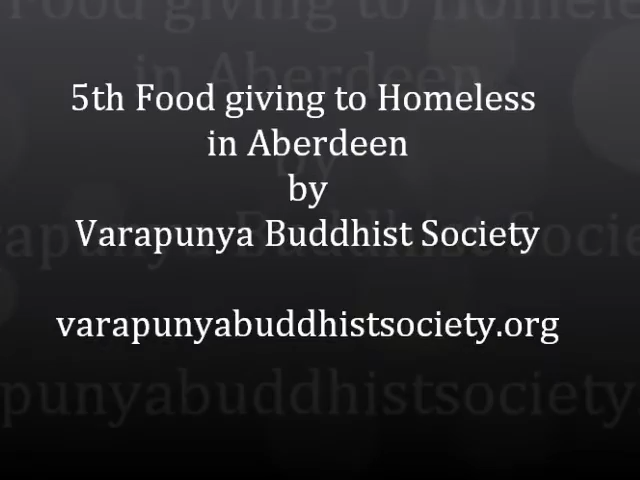 5th Food giving to Homeless
in Aberdeen
by
Varapunya Buddhist Society
varapunyabuddhistsociety.org